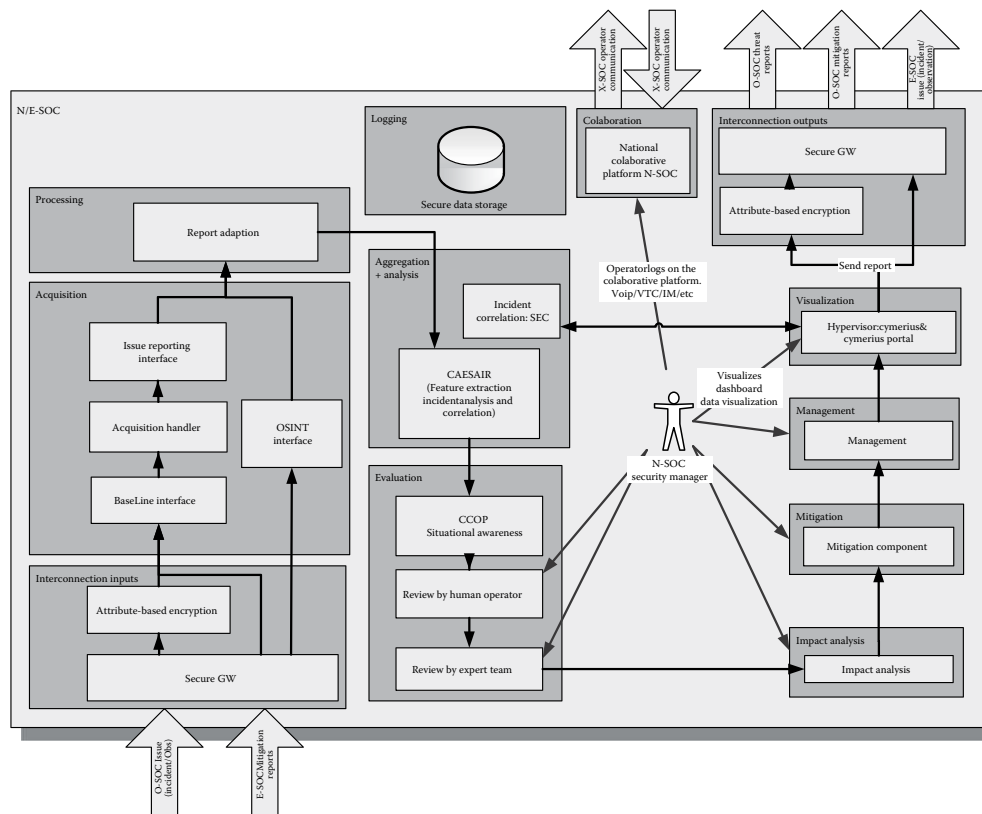 X-SOC operator
communication
X-SOC operator
communication
O-SOC threat
reports
O-SOC mitigation
reports
E-SOC
issue (incident/
observation)
N/E-SOC
Logging
Secure data storage
Colaboration
National
colaborative
platform N-SOC
Interconnection outputs
Secure GW
Attribute-based encryption
Send report
Processing
Report adaption
Acquisition
Issue reporting
interface
Acquisition handler
BaseLine interface
OSINT
interface
Interconnection inputs
Attribute-based encryption
Secure GW
O-SOC Issue
(incident/Obs)
E-SOCMitigation
reports
Aggregation
+ analysis
Incident
correlation: SEC
CAESAIR
(Feature extraction
incidentanalysis and
correlation)
Evaluation
CCOP
Situational awareness
Review by human operator
Review by expert team
Operatorlogs on the
colaborative platform.
Voip/VTC/IM/etc
Visualizes
dashboard
data visualization
N-SOC
security manager
Visualization
Hypervisor:cymerius&
cymerius portal
Management
Management
Mitigation
Mitigation component
Impact analysis
Impact analysis